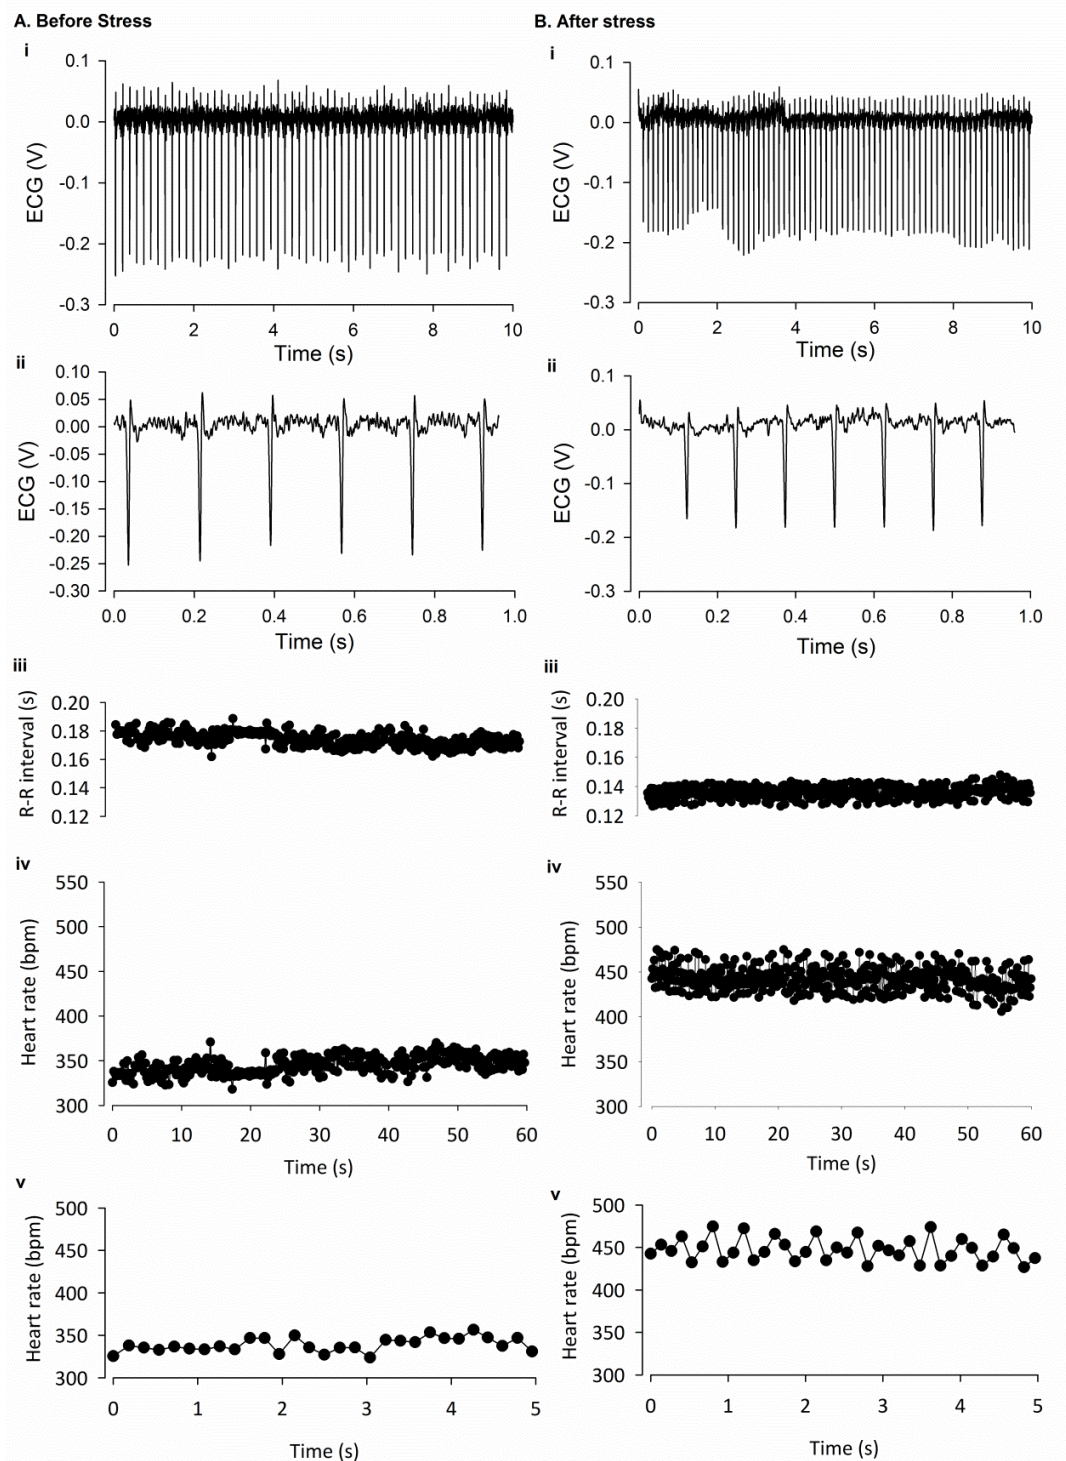 A. Before Stress
i
0.1
0.0
-0.1
-0.2
-0.3
ECG (V)
0 2 4 6 8 10
Time (s)
ii
0.10
0.05
0.00
-0.05
-0.10
-0.15
-0.20
-0.25
-0.30
ECG (V)
0.0 0.2 0.4 0.6 0.8 1.0
Time (s)
iii
0.20
0.18
0.16
0.14
0.12
R-R interval (s)
iv
550
500
450
400
350
300
Heart rate (bpm)
0 10 20 30 40 50 60
Time (s)
v
500
450
400
350
300
Heart rate (bpm)
0 1 2 3 4 5
Time (s)
B. After stress
i
0.1
0.0
-0.1
-0.2
-0.3
ECG (V)
0 2 4 6 8 10
Time (s)
ii
0.1
0.0
-0.1
-0.2
-0.3
ECG (V)
0.0 0.2 0.4 0.6 0.8 1.0
Time (s)
iii
0.20
0.18
0.16
0.14
0.12
R-R interval (s)
iv
550
500
450
400
350
300
Heart rate (bpm)
0 10 20 30 40 50 60
Time (s)
v
500
450
400
350
300
Heart rate (bpm)
0 1 2 3 4 5
Time (s)